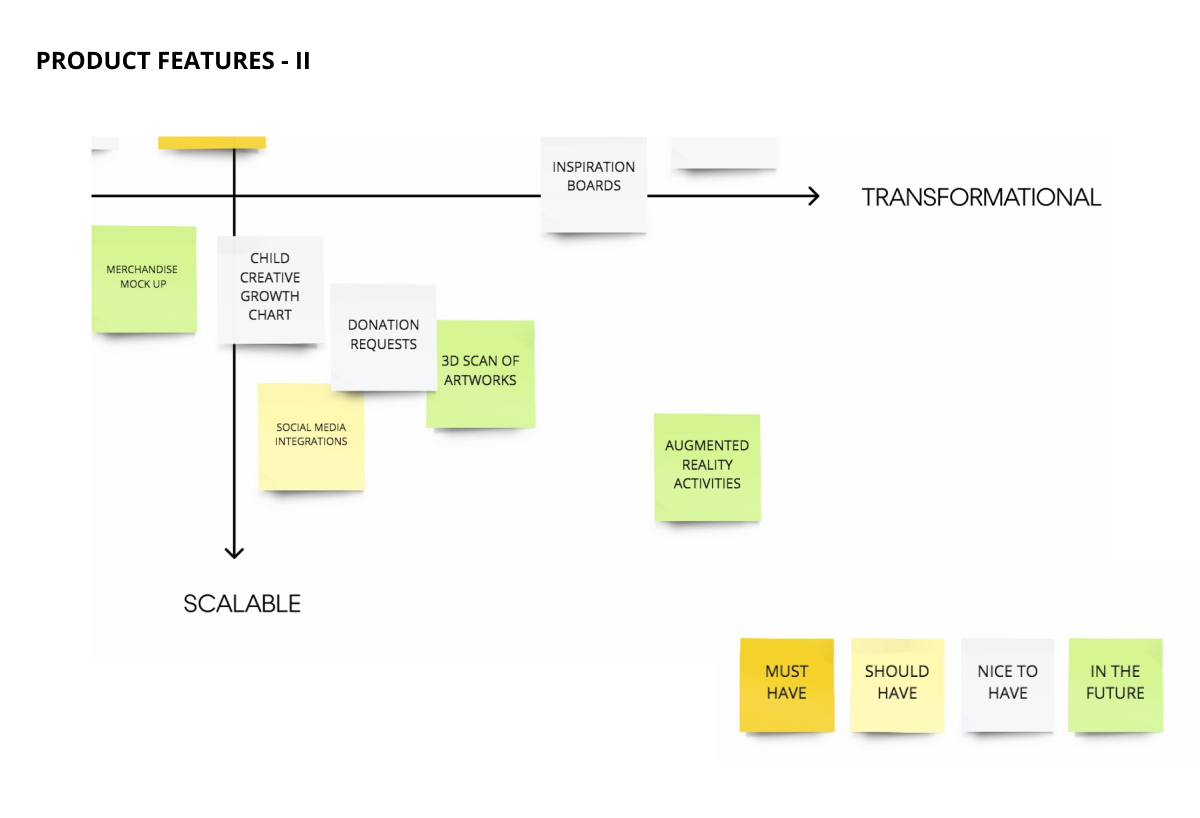 PRODUCT FEATURES - II
INSPIRATION
BOARDS
TRANSFORMATIONAL
MERCHANDISE
MOCK UP
CHILD
CREATIVE
GROWTH
CHART
DONATION
REQUESTS
3D SCAN OF
ARTWORKS
SOCIAL MEDIA
INTEGRATIONS
AUGMENTED
REALITY
ACTIVITIES
SCALABLE
MUST
HAVE
SHOULD
HAVE
NICE TO
HAVE
IN THE
FUTURE